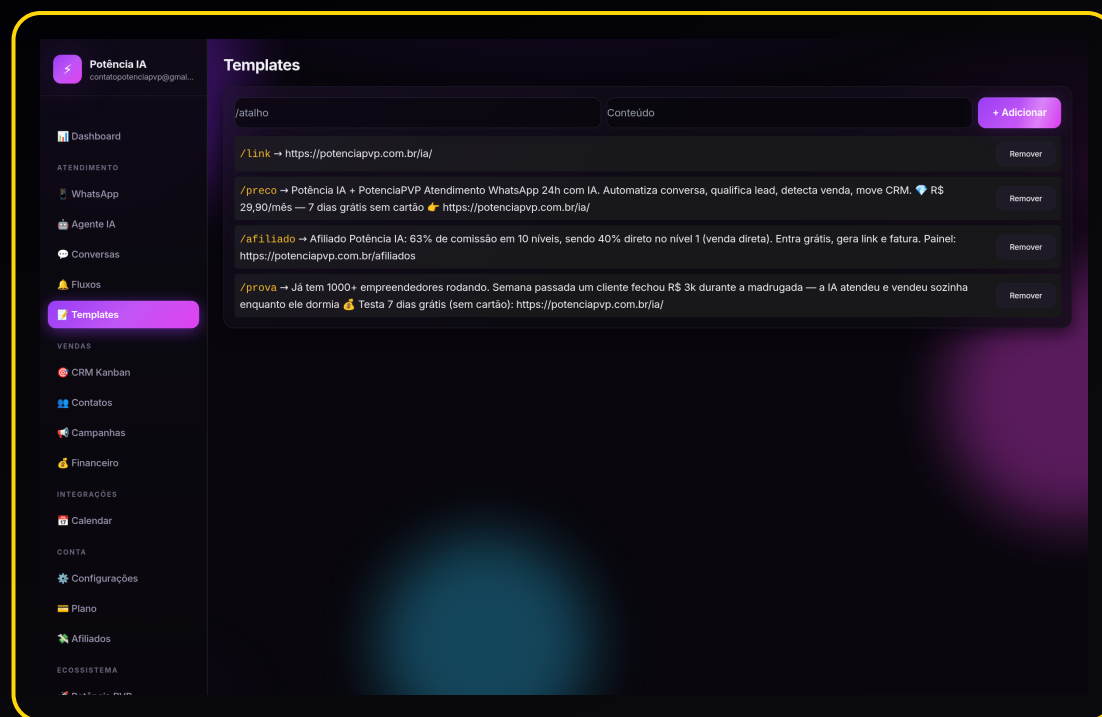 ⚡ Potência IA
contatopotenciapvp@gmai...
📊 Dashboard
ATENDIMENTO
📱 WhatsApp
🤖 Agente IA
💬 Conversas
🔔 Fluxos
📝 Templates
VENDAS
🎯 CRM Kanban
👥 Contatos
📢 Campanhas
💰 Financeiro
INTEGRAÇÕES
📅 Calendar
CONTA
⚙️ Configurações
💳 Plano
💸 Afiliados
ECOSSISTEMA
Templates
/atalho
Conteúdo
+ Adicionar
/link → https://potenciapvp.com.br/ia/
Remover
/preco → Potência IA + PotenciaPVP Atendimento WhatsApp 24h com IA. Automatiza conversa, qualifica lead, detecta venda, move CRM. 💎 R$
29,90/mês — 7 dias grátis sem cartão 👉 https://potenciapvp.com.br/ia/
Remover
/afiliado → Afiliado Potência IA: 63% de comissão em 10 níveis, sendo 40% direto no nível 1 (venda direta). Entra grátis, gera link e fatura. Painel:
https://potenciapvp.com.br/afiliados
Remover
/prova → Já tem 1000+ empreendedores rodando. Semana passada um cliente fechou R$ 3k durante a madrugada — a IA atendeu e vendeu sozinha
enquanto ele dormia 💰 Testa 7 dias grátis (sem cartão): https://potenciapvp.com.br/ia/
Remover